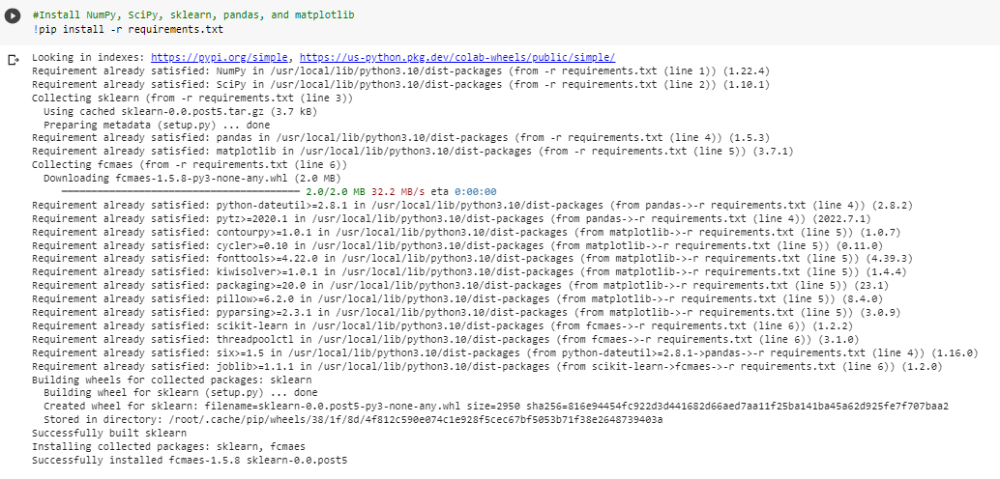 #Install NumPy, SciPy, sklearn, pandas, and matplotlib
!pip install -r requirements.txt
Looking in indexes: https://pypi.org/simple, https://us-python.pkg.dev/colab-wheels/public/simple/
Requirement already satisfied: NumPy in /usr/local/lib/python3.10/dist-packages (from -r requirements.txt (line 1)) (1.22.4)
Requirement already satisfied: SciPy in /usr/local/lib/python3.10/dist-packages (from -r requirements.txt (line 2)) (1.10.1)
Collecting sklearn (from -r requirements.txt (line 3))
Using cached sklearn-0.0.post5.tar.gz (3.7 kB)
Preparing metadata (setup.py) ... done
Requirement already satisfied: pandas in /usr/local/lib/python3.10/dist-packages (from -r requirements.txt (line 4)) (1.5.3)
Requirement already satisfied: matplotlib in /usr/local/lib/python3.10/dist-packages (from -r requirements.txt (line 5)) (3.7.1)
Collecting fcmaes (from -r requirements.txt (line 6))
Downloading fcmaes-1.5.8-py3-none-any.whl (2.0 MB)
2.0/2.0 MB 32.2 MB/s eta 0:00:00
Requirement already satisfied: python-dateutil>=2.8.1 in /usr/local/lib/python3.10/dist-packages (from pandas->-r requirements.txt (line 4)) (2.8.2)
Requirement already satisfied: pytz>=2020.1 in /usr/local/lib/python3.10/dist-packages (from pandas->-r requirements.txt (line 4)) (2022.7.1)
Requirement already satisfied: contourpy>=1.0.1 in /usr/local/lib/python3.10/dist-packages (from matplotlib->-r requirements.txt (line 5)) (1.0.7)
Requirement already satisfied: cycler>=0.10 in /usr/local/lib/python3.10/dist-packages (from matplotlib->-r requirements.txt (line 5)) (0.11.0)
Requirement already satisfied: fonttools>=4.22.0 in /usr/local/lib/python3.10/dist-packages (from matplotlib->-r requirements.txt (line 5)) (4.39.3)
Requirement already satisfied: kiwisolver>=1.0.1 in /usr/local/lib/python3.10/dist-packages (from matplotlib->-r requirements.txt (line 5)) (1.4.4)
Requirement already satisfied: packaging>=20.0 in /usr/local/lib/python3.10/dist-packages (from matplotlib->-r requirements.txt (line 5)) (23.1)
Requirement already satisfied: pillow>=6.2.0 in /usr/local/lib/python3.10/dist-packages (from matplotlib->-r requirements.txt (line 5)) (8.4.0)
Requirement already satisfied: pyparsing>=2.3.1 in /usr/local/lib/python3.10/dist-packages (from matplotlib->-r requirements.txt (line 5)) (3.0.9)
Requirement already satisfied: scikit-learn in /usr/local/lib/python3.10/dist-packages (from fcmaes->-r requirements.txt (line 6)) (1.2.2)
Requirement already satisfied: threadpoolctl in /usr/local/lib/python3.10/dist-packages (from fcmaes->-r requirements.txt (line 6)) (3.1.0)
Requirement already satisfied: six>=1.5 in /usr/local/lib/python3.10/dist-packages (from python-dateutil>=2.8.1->pandas->-r requirements.txt (line 4)) (1.16.0)
Requirement already satisfied: joblib>=1.1.1 in /usr/local/lib/python3.10/dist-packages (from scikit-learn->fcmaes->-r requirements.txt (line 6)) (1.2.0)
Building wheels for collected packages: sklearn
Building wheel for sklearn (setup.py) ... done
Created wheel for sklearn: filename=sklearn-0.0.post5-py3-none-any.whl size=2950 sha256=816e94454fc922d3d441682d66aed7aa11f25ba141ba45a62d925fe7f707baa2
Stored in directory: /root/.cache/pip/wheels/38/1f/8d/4f812c590e074c1e928f5cec67bf5053b71f38e2648739403a
Successfully built sklearn
Installing collected packages: sklearn, fcmaes
Successfully installed fcmaes-1.5.8 sklearn-0.0.post5